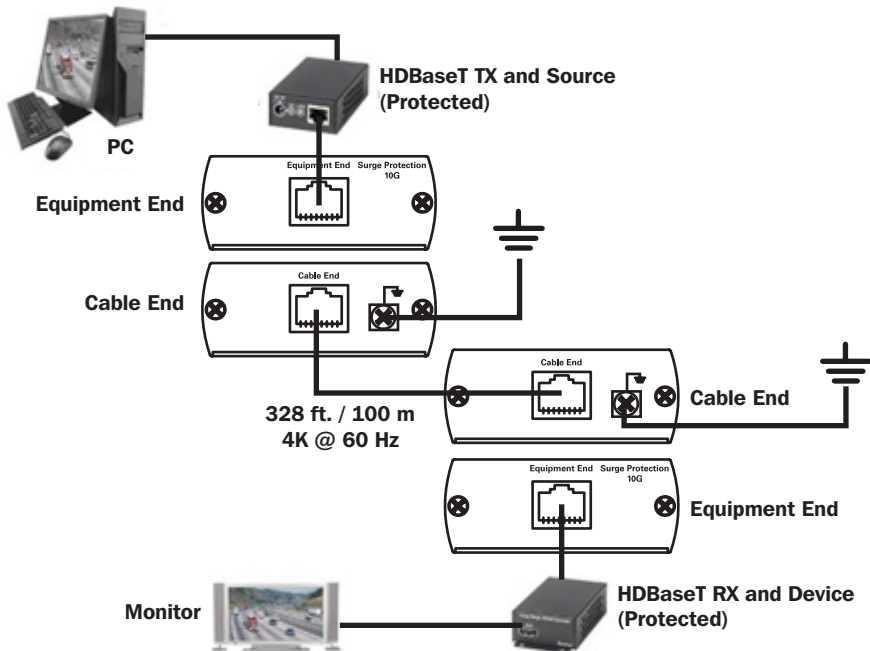 HDBaseT TX and Source
(Protected)
PC
Equipment End
Surge Protection
10G
Equipment End
Cable End
Cable End
Cable End
Cable End
328 ft. / 100 m
4K @ 60 Hz
Equipment End
Surge Protection
10G
Equipment End
HDBaseT RX and Device
(Protected)
Monitor